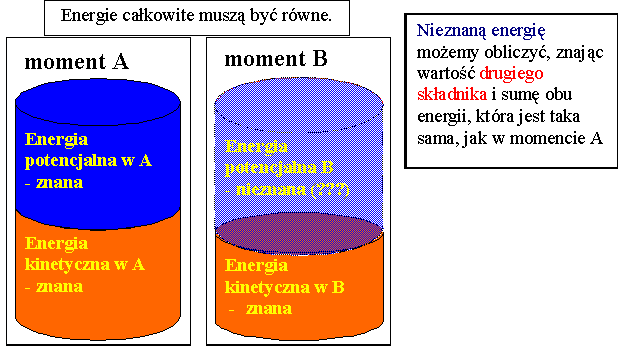 Energie całkowite muszą być równe.
moment A
Energia
potencjalna w A
- znana
Energia
kinetyczna w A
- znana
moment B
Energia
potencjalna B
nieznana (???)
Energia
kinetyczna w B
- znana
Nieznaną energię
możemy obliczyć, znając
wartość drugiego
składnika i sumę obu
energii, która jest taka
sama, jak w momencie A